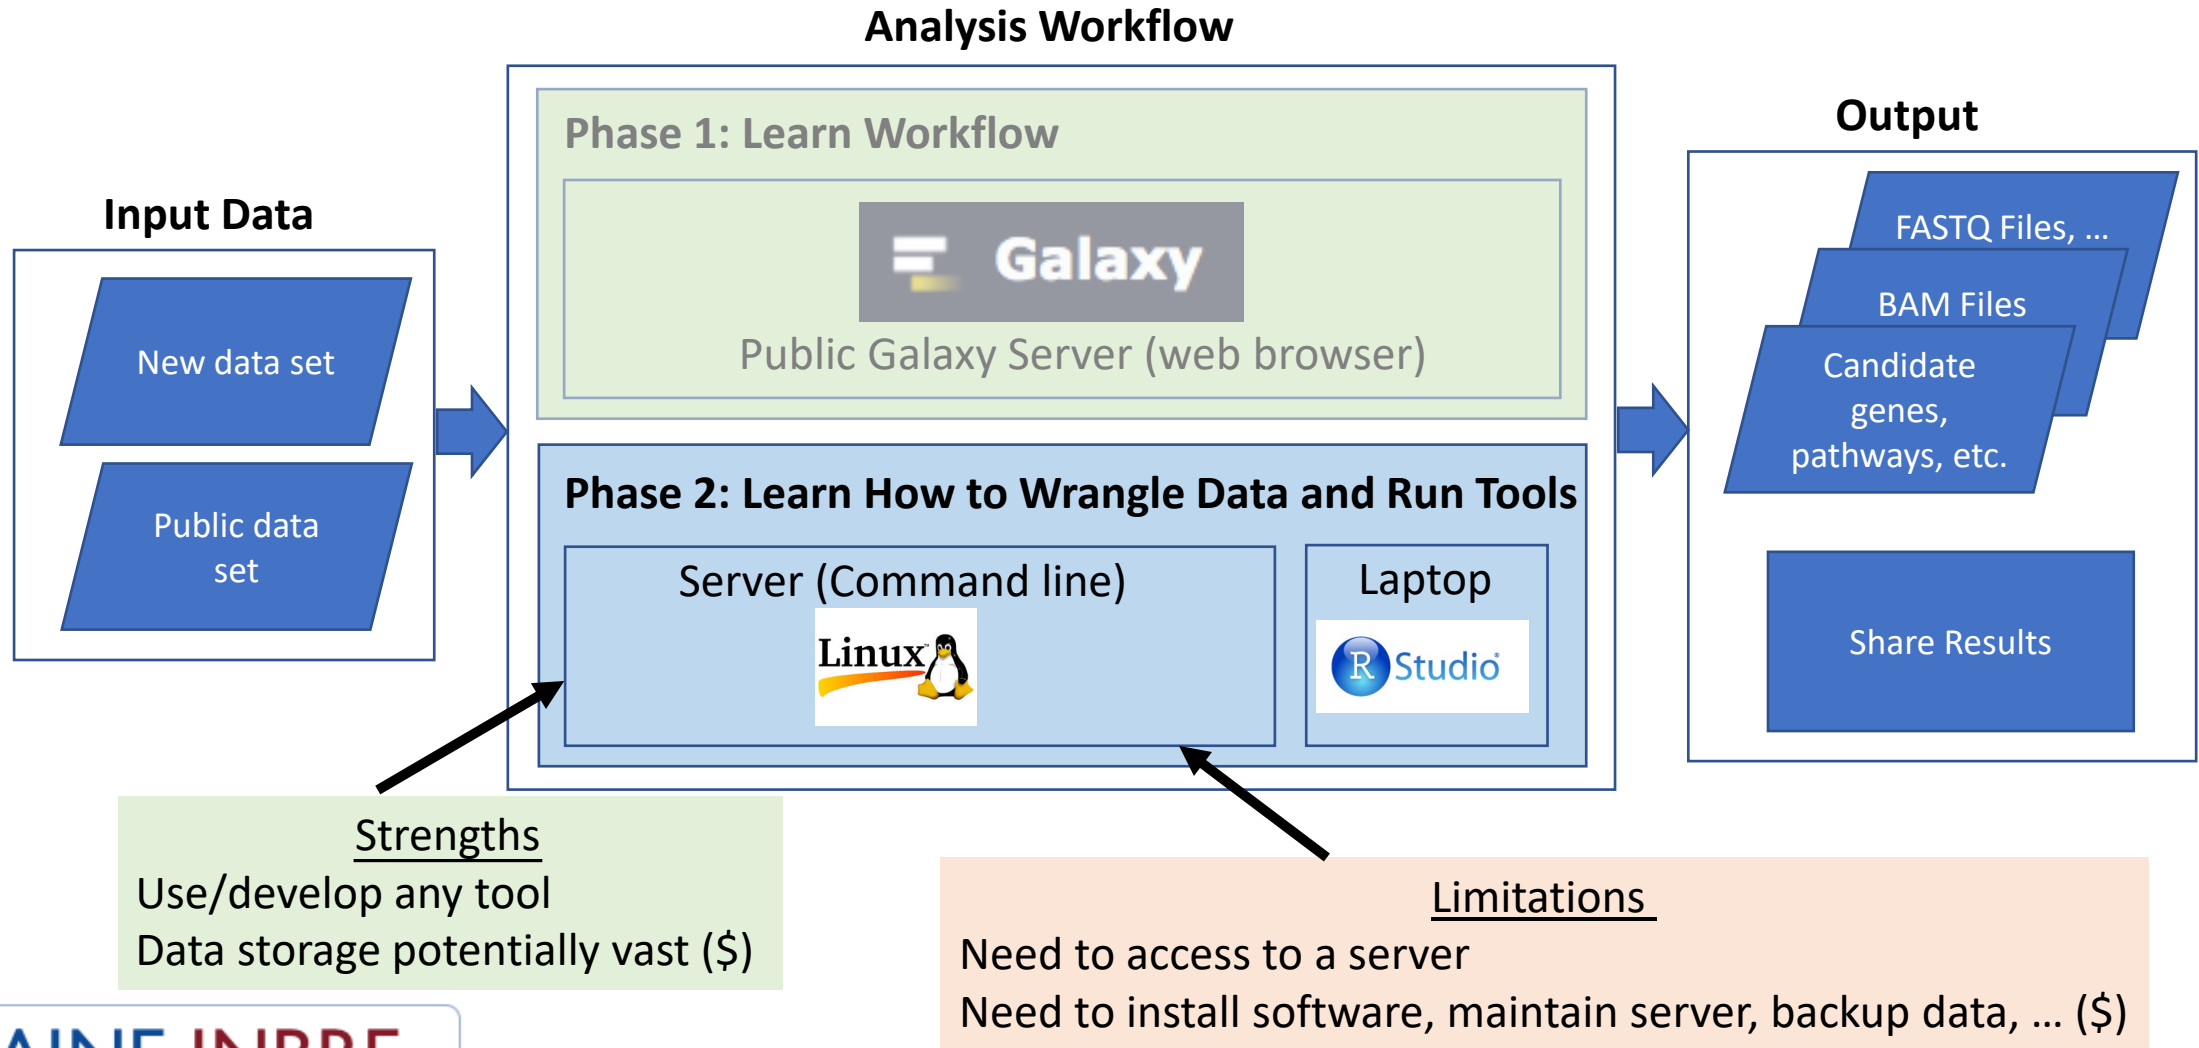 Analysis Workflow
Input Data
New data set
Public data
set
Phase 1: Learn Workflow
Galaxy
Public Galaxy Server (web browser)
Phase 2: Learn How to Wrangle Data and Run Tools
Server (Command line)
Linux
Laptop
R Studio
Output
FASTQ Files, ...
BAM Files
Candidate
genes,
pathways, etc.
Share Results
Strengths
Use/develop any tool
Data storage potentially vast ($)
Limitations
Need to access to a server
Need to install software, maintain server, backup data, ... ($)